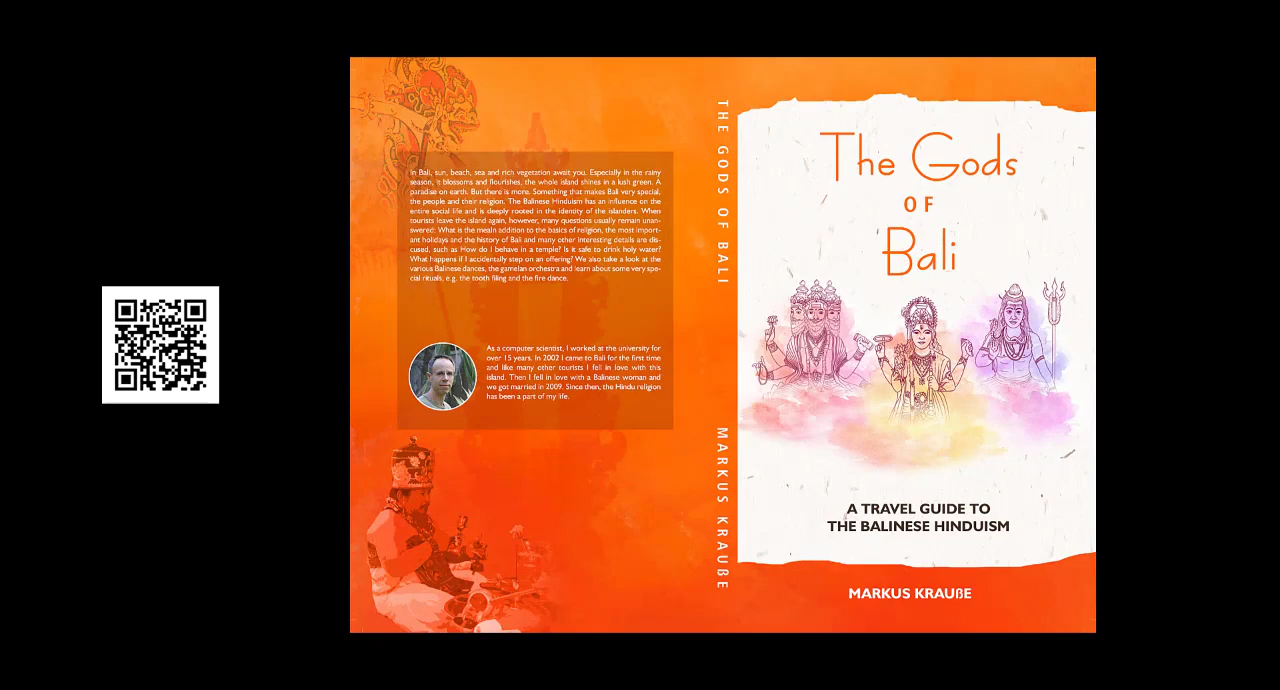 In Bali, sun, beach, sea and rich vegetation await you. Especially in the rainy
season, it blossoms and flourishes, the whole island shines in a lush green. A
paradise on earth. But there is more. Something that makes Bali very special,
the people and their religion. The Balinese Hinduism has an influence on the
entire social life and is deeply rooted in the identity of the islanders. When
tourists leave the island again, however, many questions usually remain unan-
swered: What is the meaIn addition to the basics of religion, the most import-
ant holidays and the history of Bali and many other interesting details are dis-
cused, such as How do I behave in a temple? Is it safe to drink holy water?
What happens if I accidentally step on an offering? We also take a look at the
various Balinese dances, the gamelan orchestra and learn about some very spe-
cial rituals, e.g. the tooth filing and the fire dance.
As a computer scientist, I worked at the university for
over 15 years. In 2002 I came to Bali for the first time
and like many other tourists I fell in love with this
island. Then I fell in love with a Balinese woman and
we got married in 2009. Since then, the Hindu religion
has been a part of my life.
THE GODS OF BALI
MARKUS KRAUßE
The Gods
OF
Bali
A TRAVEL GUIDE TO
THE BALINESE HINDUISM
MARKUS KRAUßE